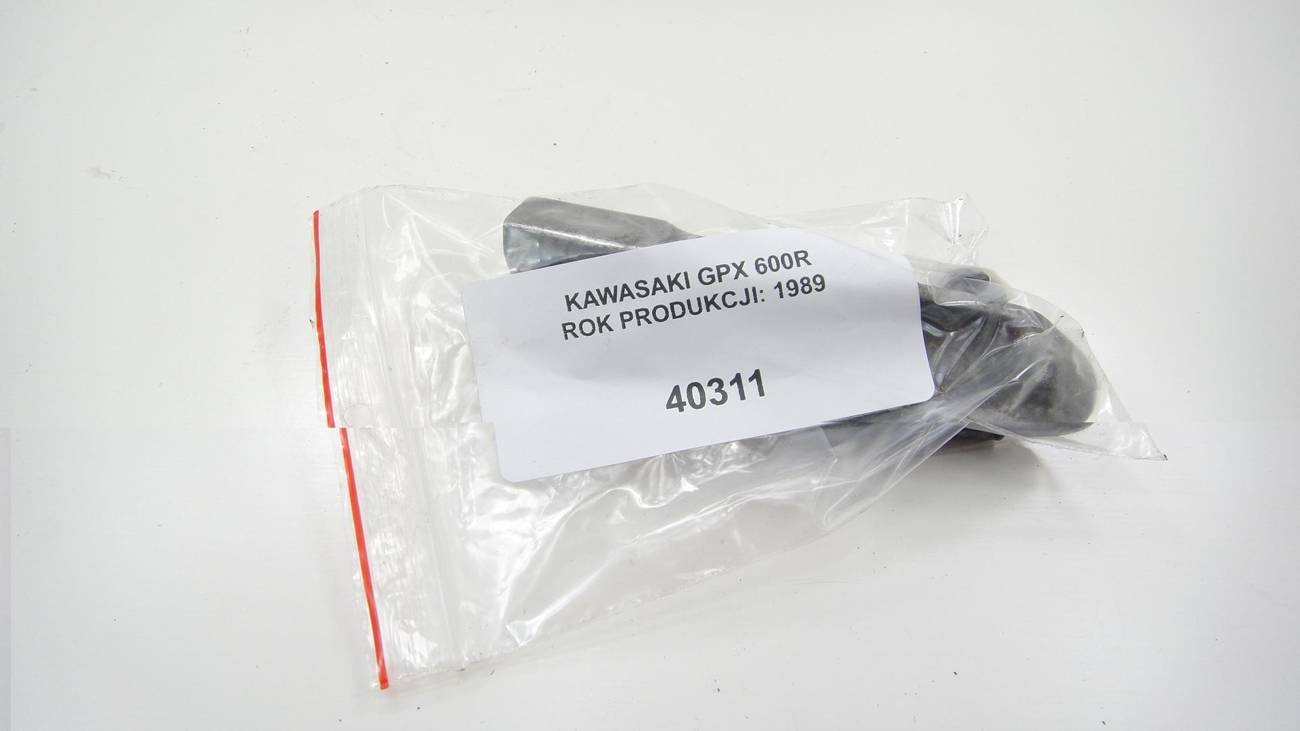 KAWASAKI GPX 600R
ROK PRODUKCJI: 1989
40311